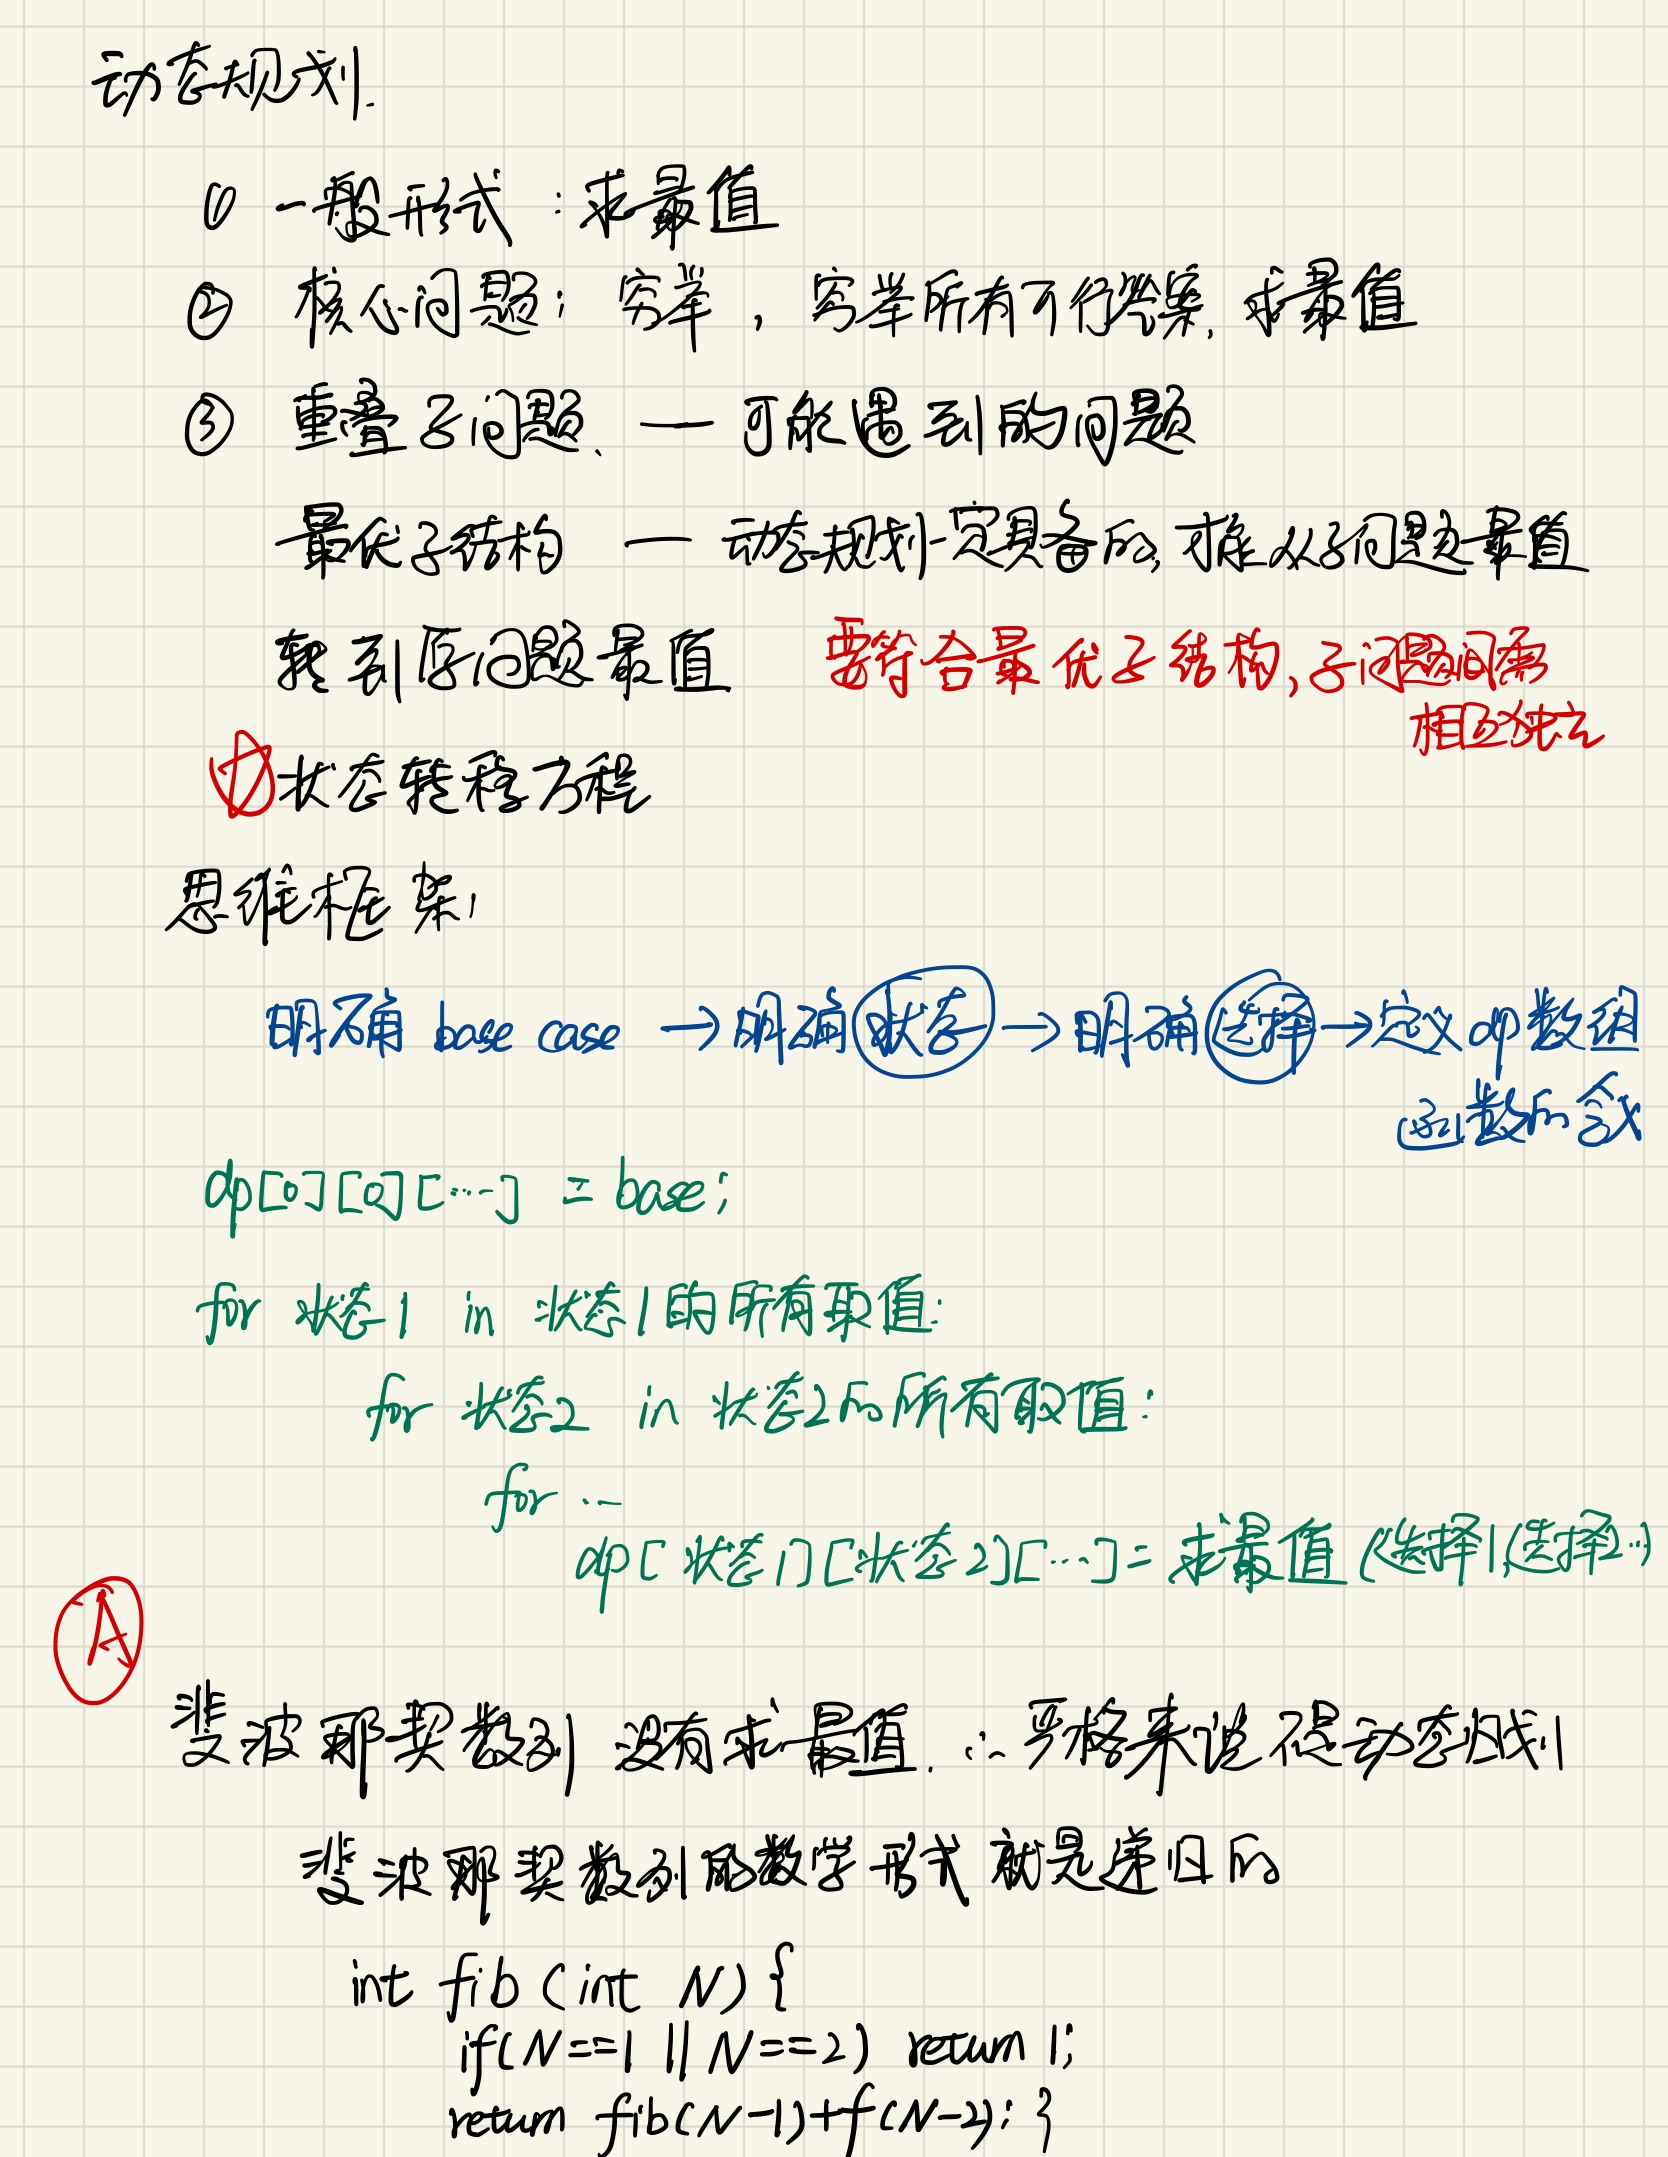 动态规划.
① 一般形式：求最值
② 核心问题：穷举，穷举所有可行答案，求最值
③ 重叠子问题、 — 可能遇到的问题
最优子结构 — 动态规划一定具备的，才能从子问题最值
转到原问题最值 要符合最优子结构，子问题间需
相互独立
状态转移方程
思维框架：
明确 base case → 明确状态 → 明确选择 → 定义 dp 数组
函数的含义
dp[0][0][…] = base;
for 状态1 in 状态1的所有取值：
for 状态2 in 状态2的所有取值：
for …
dp[状态1][状态2][…] = 求最值(选择1,选择2…)
A
斐波那契数列 没有求最值. ∴ 严格来说不是动态规划
斐波那契数列的数学形式就是递归的
int fib (int N) {
if(N==1 || N==2) return 1;
return fib(N-1)+f(N-2); }